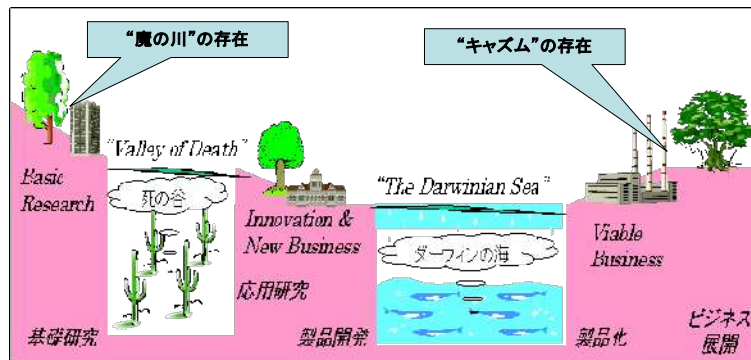 “魔の川”の存在
“キャズム”の存在
“Valley of Death”
Basic
Research
死の谷
Innovation &
New Business
応用研究
“The Darwinian Sea”
ダーウィンの海
Viable
Business
基礎研究
製品開発
製品化
ビジネス
展開